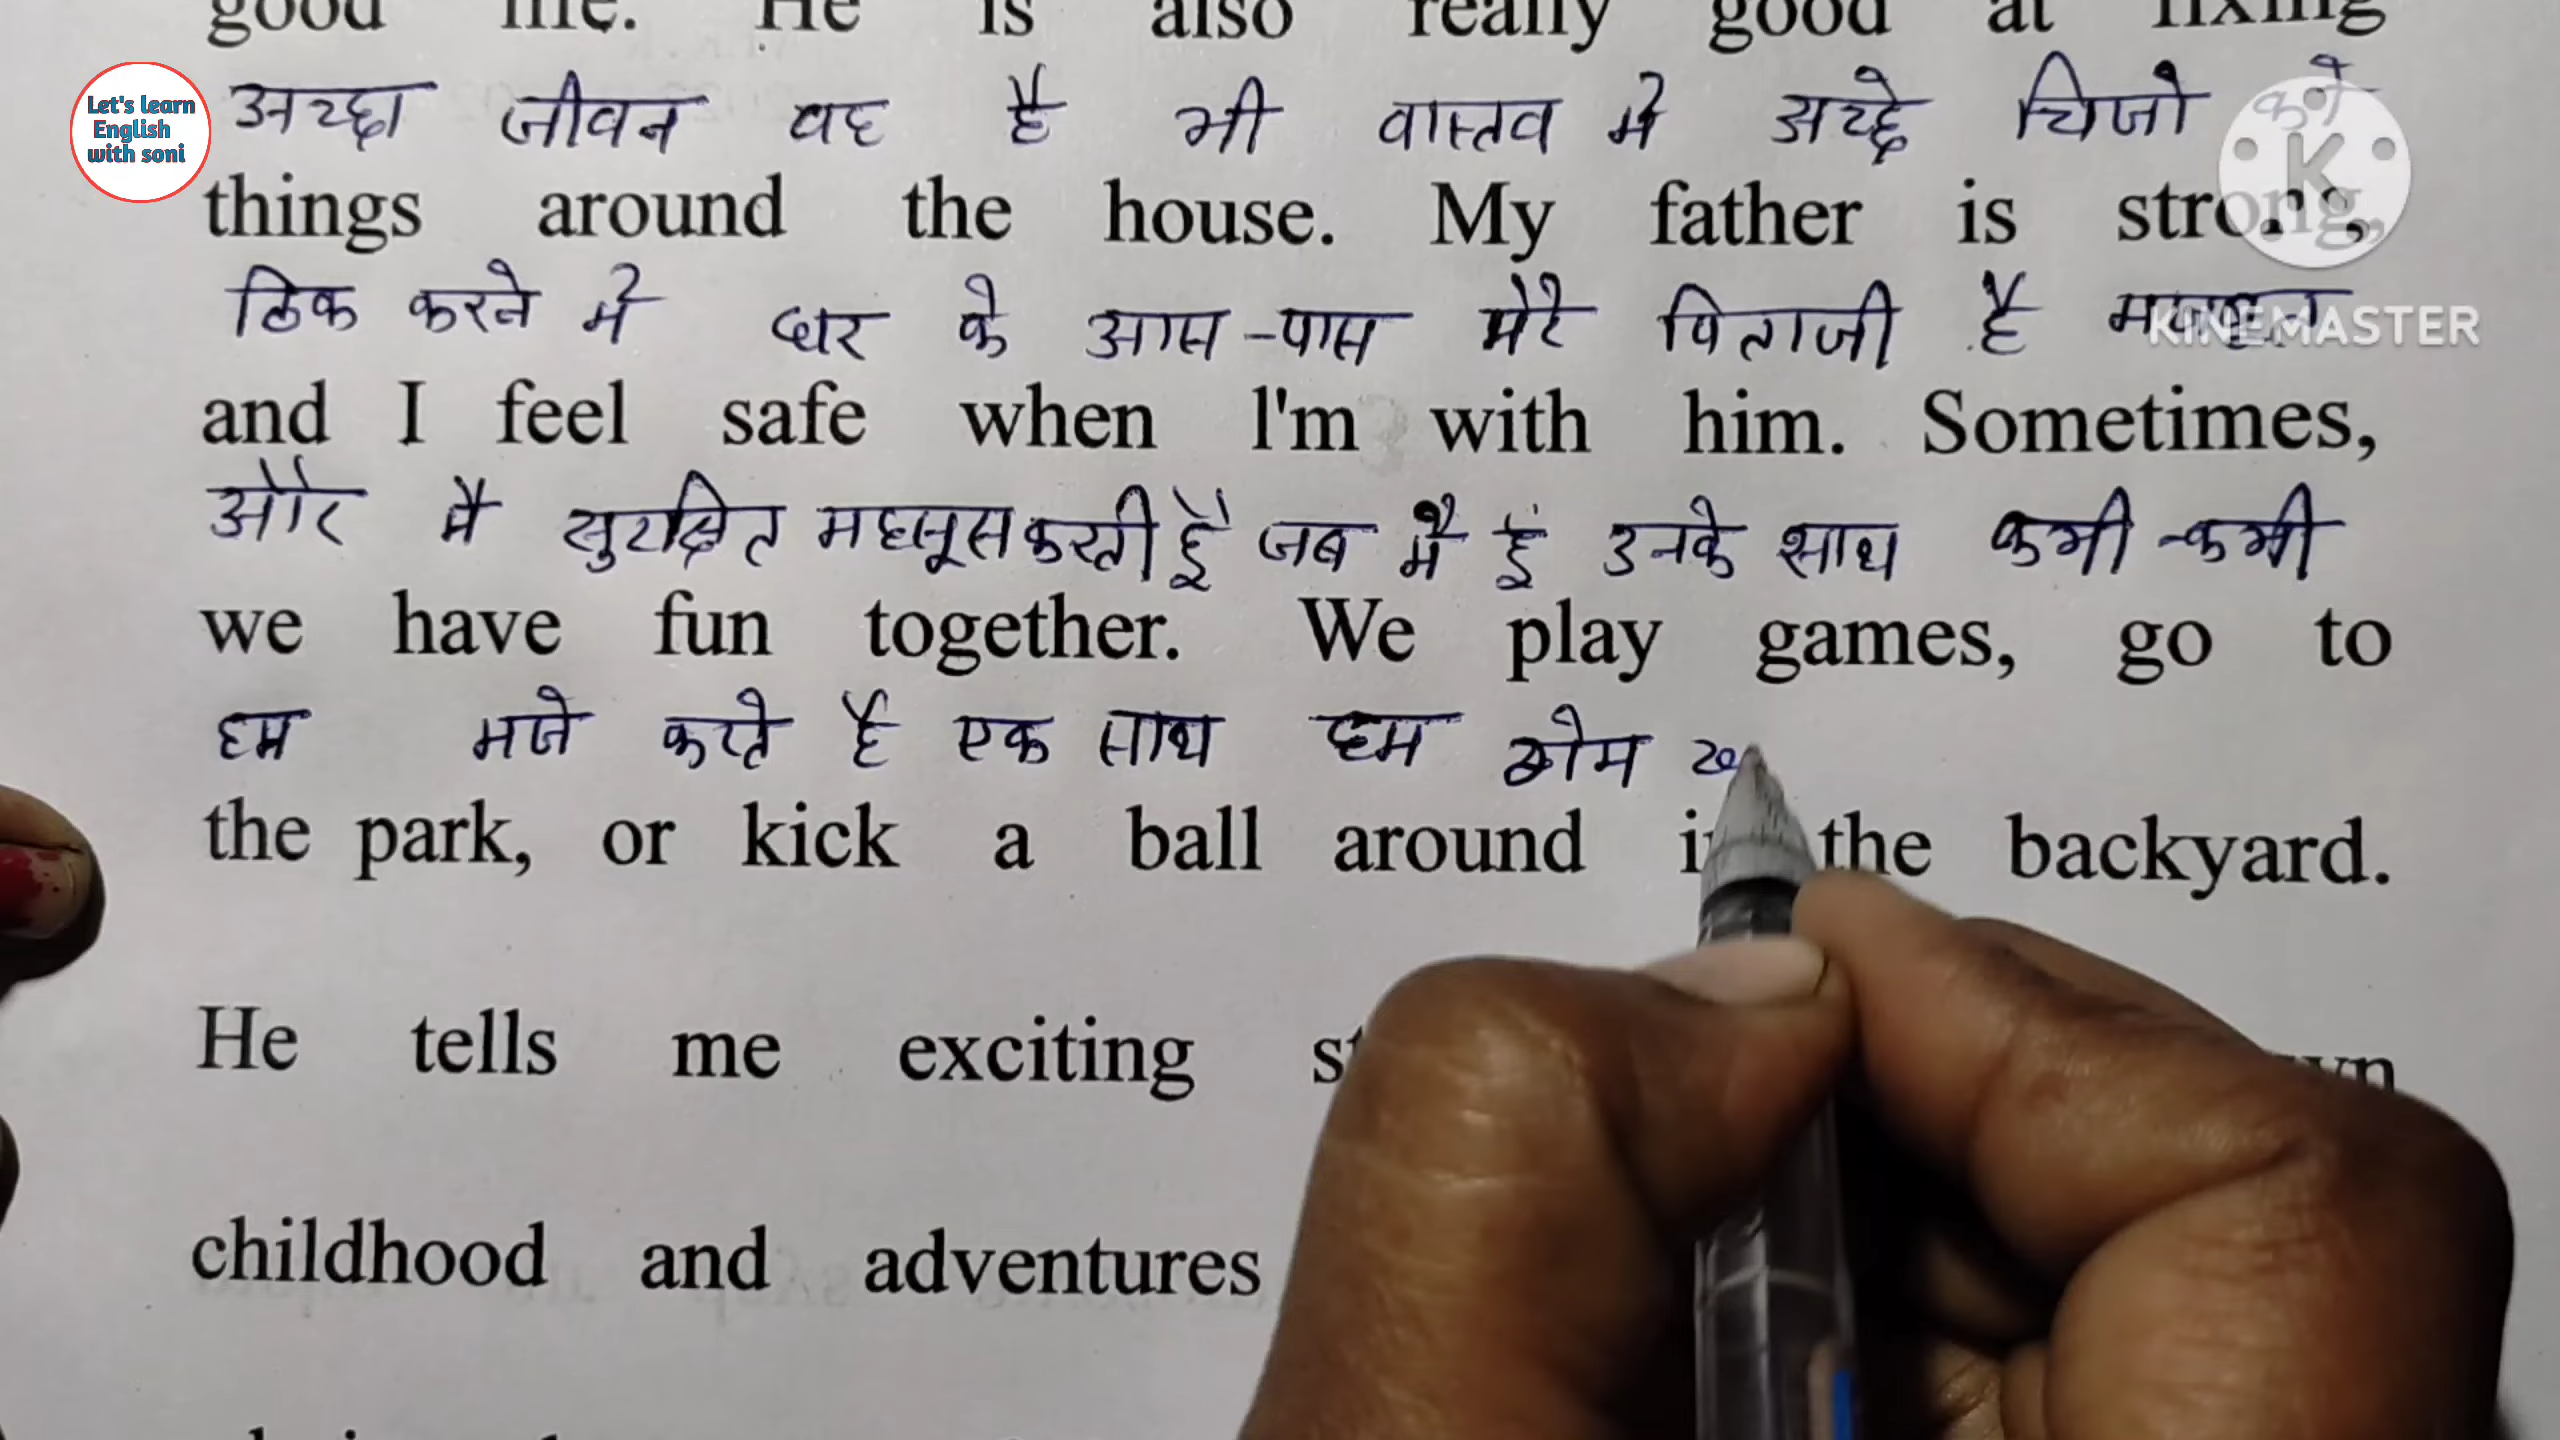 good life. He is also really good at fixing
अच्छा जीवन वह है भी वास्तव मे अच्छे चिजो को
Let's learn
English
with soni
things around the house. My father is strong,
ठिक करने मे घर के आस-पास मेरे पिताजी है
KINEMASTER
and I feel safe when I'm with him. Sometimes,
और मै सुरक्षित महसूस करती हूँ जब मै हूं उनके साथ कभी-कभी
we have fun together. We play games, go to
हम मजे करते है एक साथ हम गेम
the park, or kick a ball around in the backyard.
He tells me exciting
childhood and adventures